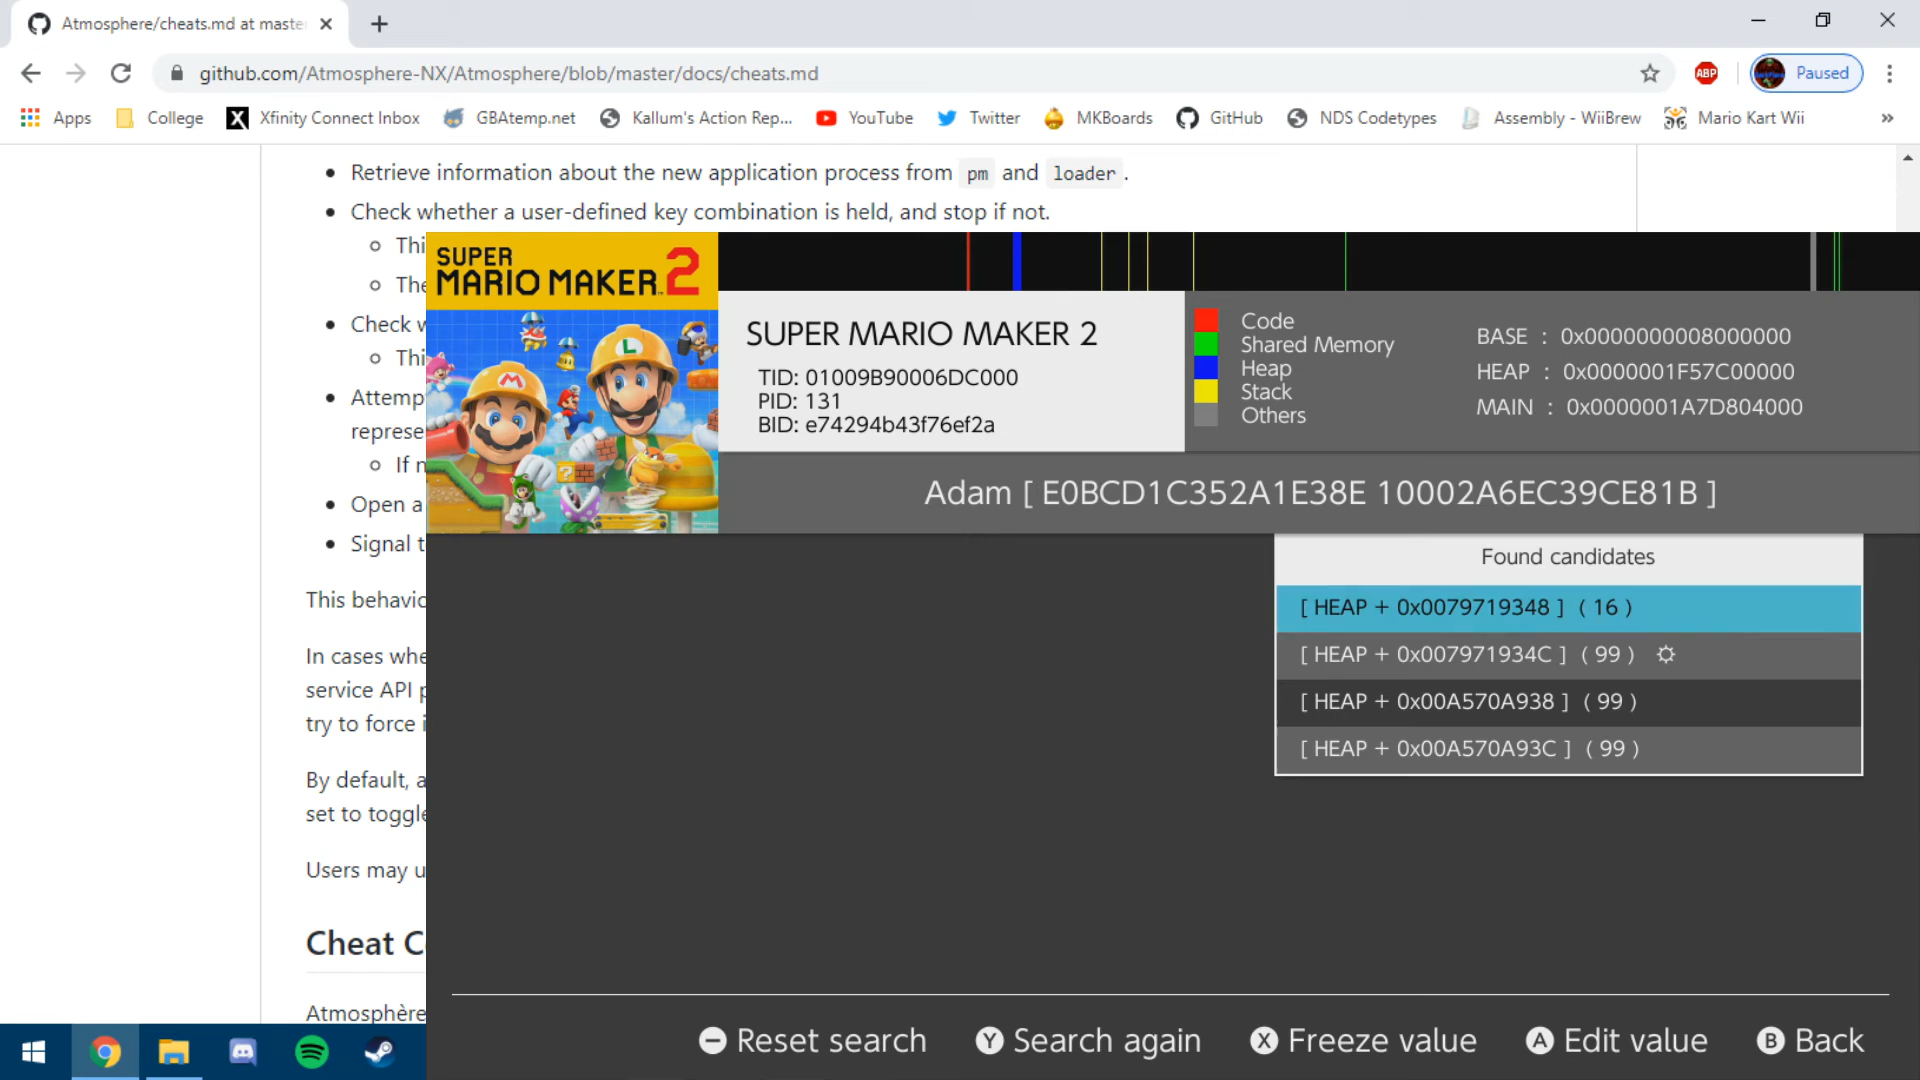 Atmosphere/cheats.md at maste
github.com/Atmosphere-NX/Atmosphere/blob/master/docs/cheats.md
ABP
Paused
Apps
College
Xfinity Connect Inbox
GBAtemp.net
Kallum's Action Rep...
YouTube
Twitter
MKBoards
GitHub
NDS Codetypes
Assembly - WiiBrew
Mario Kart Wii
»
• Retrieve information about the new application process from pm and loader.
• Check whether a user-defined key combination is held, and stop if not.
Thi
The
• Check w
Thi
• Attemp
represe
If n
• Open a
• Signal t
This behavio
In cases whe
service API p
try to force i
By default, a
set to toggle
Users may u
Cheat C
Atmosphère
SUPER
MARIO MAKER 2
SUPER MARIO MAKER 2
TID: 01009B90006DC000
PID: 131
BID: e74294b43f76ef2a
Code
Shared Memory
Heap
Stack
Others
BASE : 0x0000000008000000
HEAP : 0x0000001F57C00000
MAIN : 0x0000001A7D804000
Adam [ E0BCD1C352A1E38E 10002A6EC39CE81B ]
Found candidates
[ HEAP + 0x0079719348 ] ( 16 )
[ HEAP + 0x007971934C ] ( 99 )
[ HEAP + 0x00A570A938 ] ( 99 )
[ HEAP + 0x00A570A93C ] ( 99 )
Reset search
Y Search again
X Freeze value
A Edit value
B Back